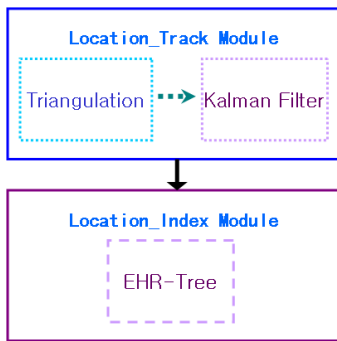 Location_Track Module
Triangulation
Kalman Filter
Location_Index Module
EHR-Tree